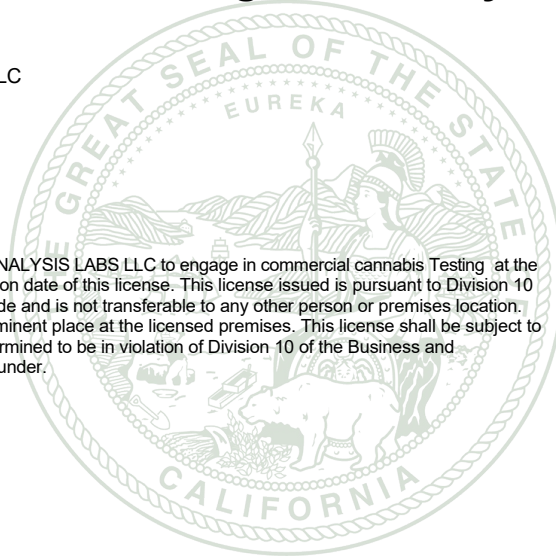 LC
GREAT SEAL OF THE STATE
EUREKA
NALYSIS LABS LLC to engage in commercial cannabis Testing at the
on date of this license. This license issued is pursuant to Division 10
de and is not transferable to any other person or premises location.
minent place at the licensed premises. This license shall be subject to
rmined to be in violation of Division 10 of the Business and
under.
CALIFORNIA